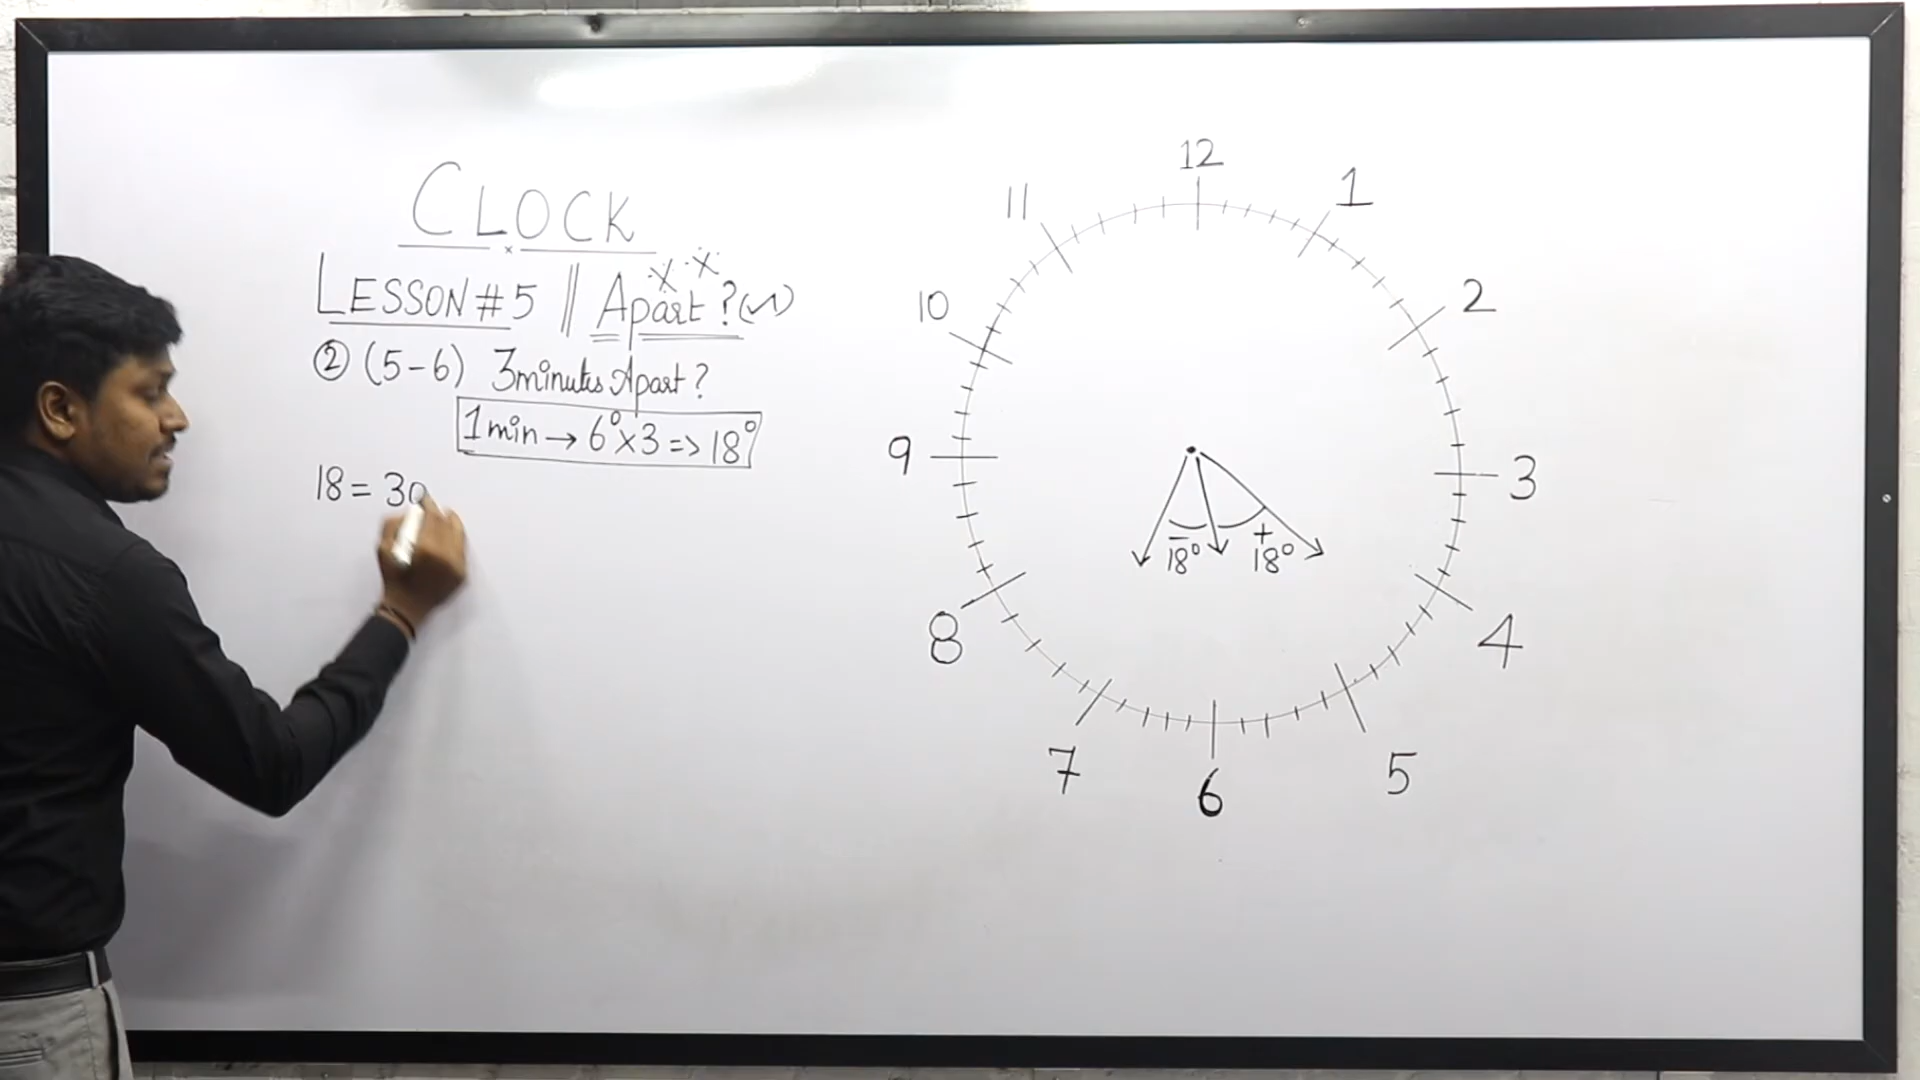 CLOCK
LESSON #5 || Apart ?
② (5-6) 3minutes Apart?
1min → 6°x3 => 18°
18 = 30
12
1
2
3
4
5
6
7
8
9
10
11
- 18°
+ 18°